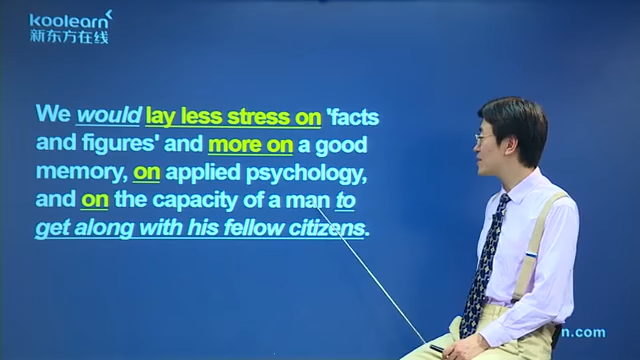 koolearn
新东方在线
We would lay less stress on 'facts
and figures' and more on a good
memory, on applied psychology,
and on the capacity of a man to
get along with his fellow citizens.
n.com